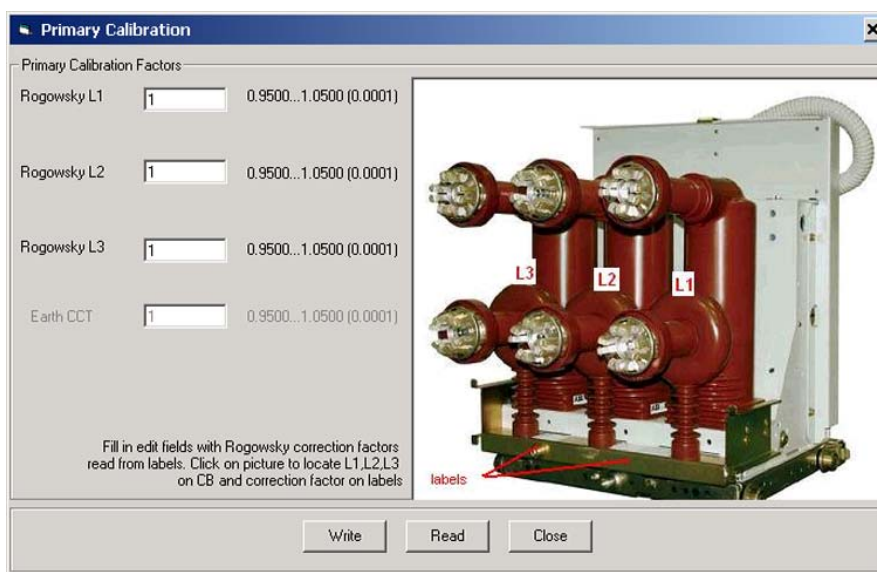 Primary Calibration
Primary Calibration Factors
Rogowsky L1 1 0.9500...1.0500 (0.0001)
Rogowsky L2 1 0.9500...1.0500 (0.0001)
Rogowsky L3 1 0.9500...1.0500 (0.0001)
Earth CCT 1 0.9500...1.0500 (0.0001)
Fill in edit fields with Rogowsky correction factors
read from labels. Click on picture to locate L1,L2,L3
on CB and correction factor on labels
L3 L2 L1
labels
Write Read Close